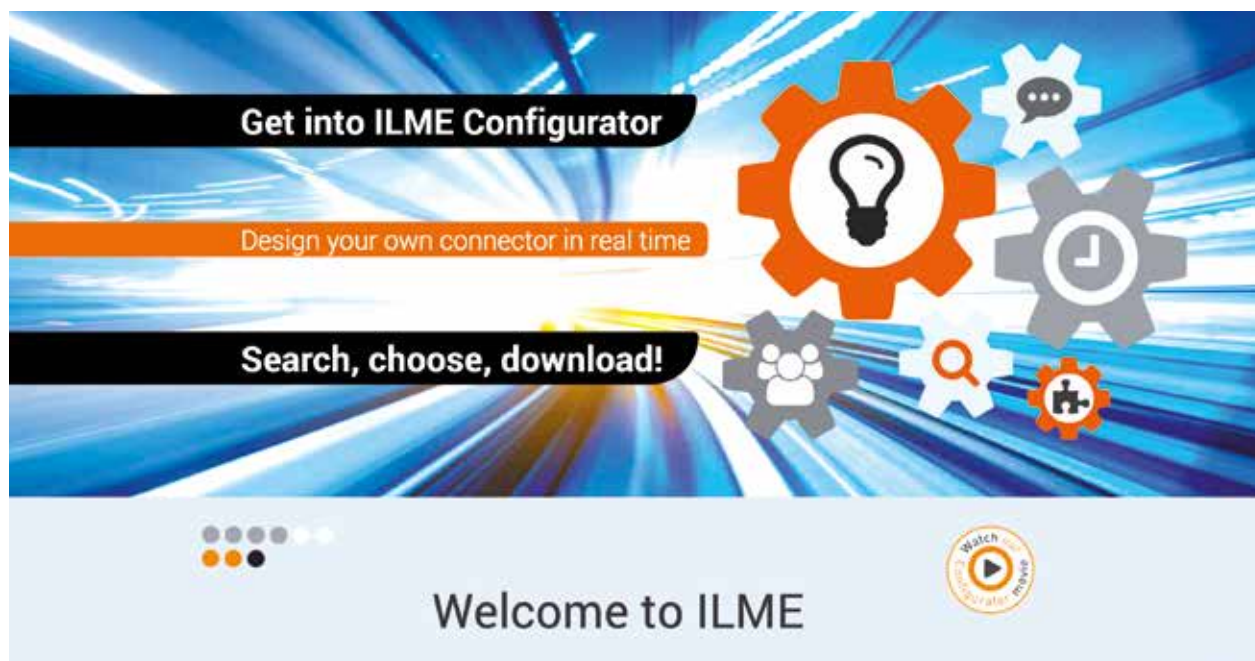 Get into ILME Configurator
Design your own connector in real time
Search, choose, download!
Watch our
Configurator movie
Welcome to ILME